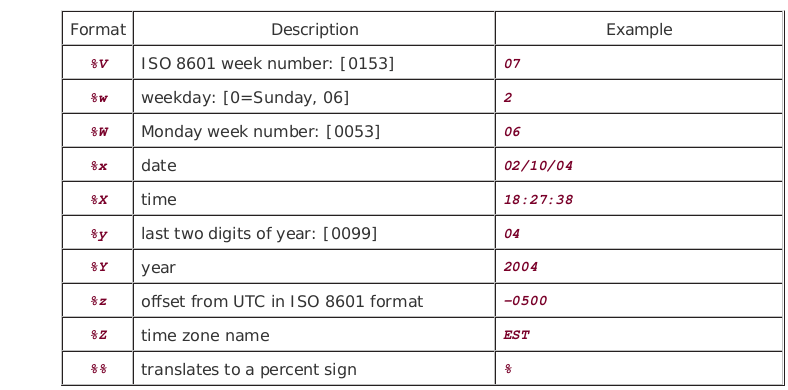 Format Description Example
%V ISO 8601 week number: [0153] 07
%w weekday: [0=Sunday, 06] 2
%W Monday week number: [0053] 06
%x date 02/10/04
%X time 18:27:38
%y last two digits of year: [0099] 04
%Y year 2004
%z offset from UTC in ISO 8601 format -0500
%Z time zone name EST
%% translates to a percent sign %